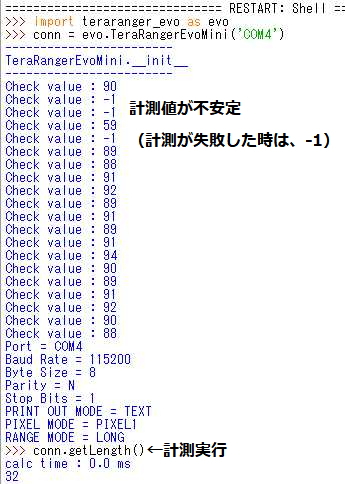 ============================= RESTART: Shell =
>>> import teraranger_evo as evo
>>> conn = evo.TeraRangerEvoMini('COM4')
-------------------------
TeraRangerEvoMini.__init__
-------------------------
Check value : 90
Check value : -1 計測値が不安定
Check value : -1
Check value : 59
Check value : -1 (計測が失敗した時は、-1)
Check value : 89
Check value : 88
Check value : 91
Check value : 92
Check value : 89
Check value : 91
Check value : 89
Check value : 91
Check value : 94
Check value : 90
Check value : 89
Check value : 91
Check value : 92
Check value : 90
Check value : 88
Port = COM4
Baud Rate = 115200
Byte Size = 8
Parity = N
Stop Bits = 1
PRINT OUT MODE = TEXT
PIXEL MODE = PIXEL1
RANGE MODE = LONG
>>> conn.getLength() ←計測実行
calc time : 0.0 ms
32